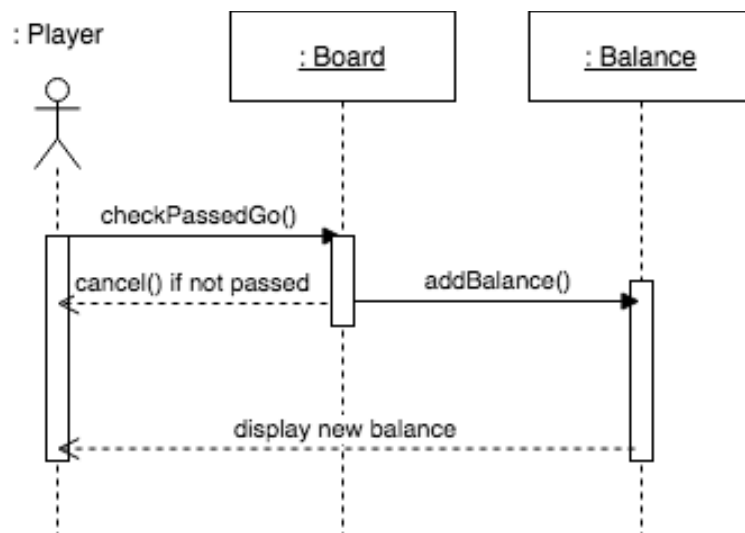 : Player
: Board
: Balance
checkPassedGo()
cancel() if not passed
addBalance()
display new balance